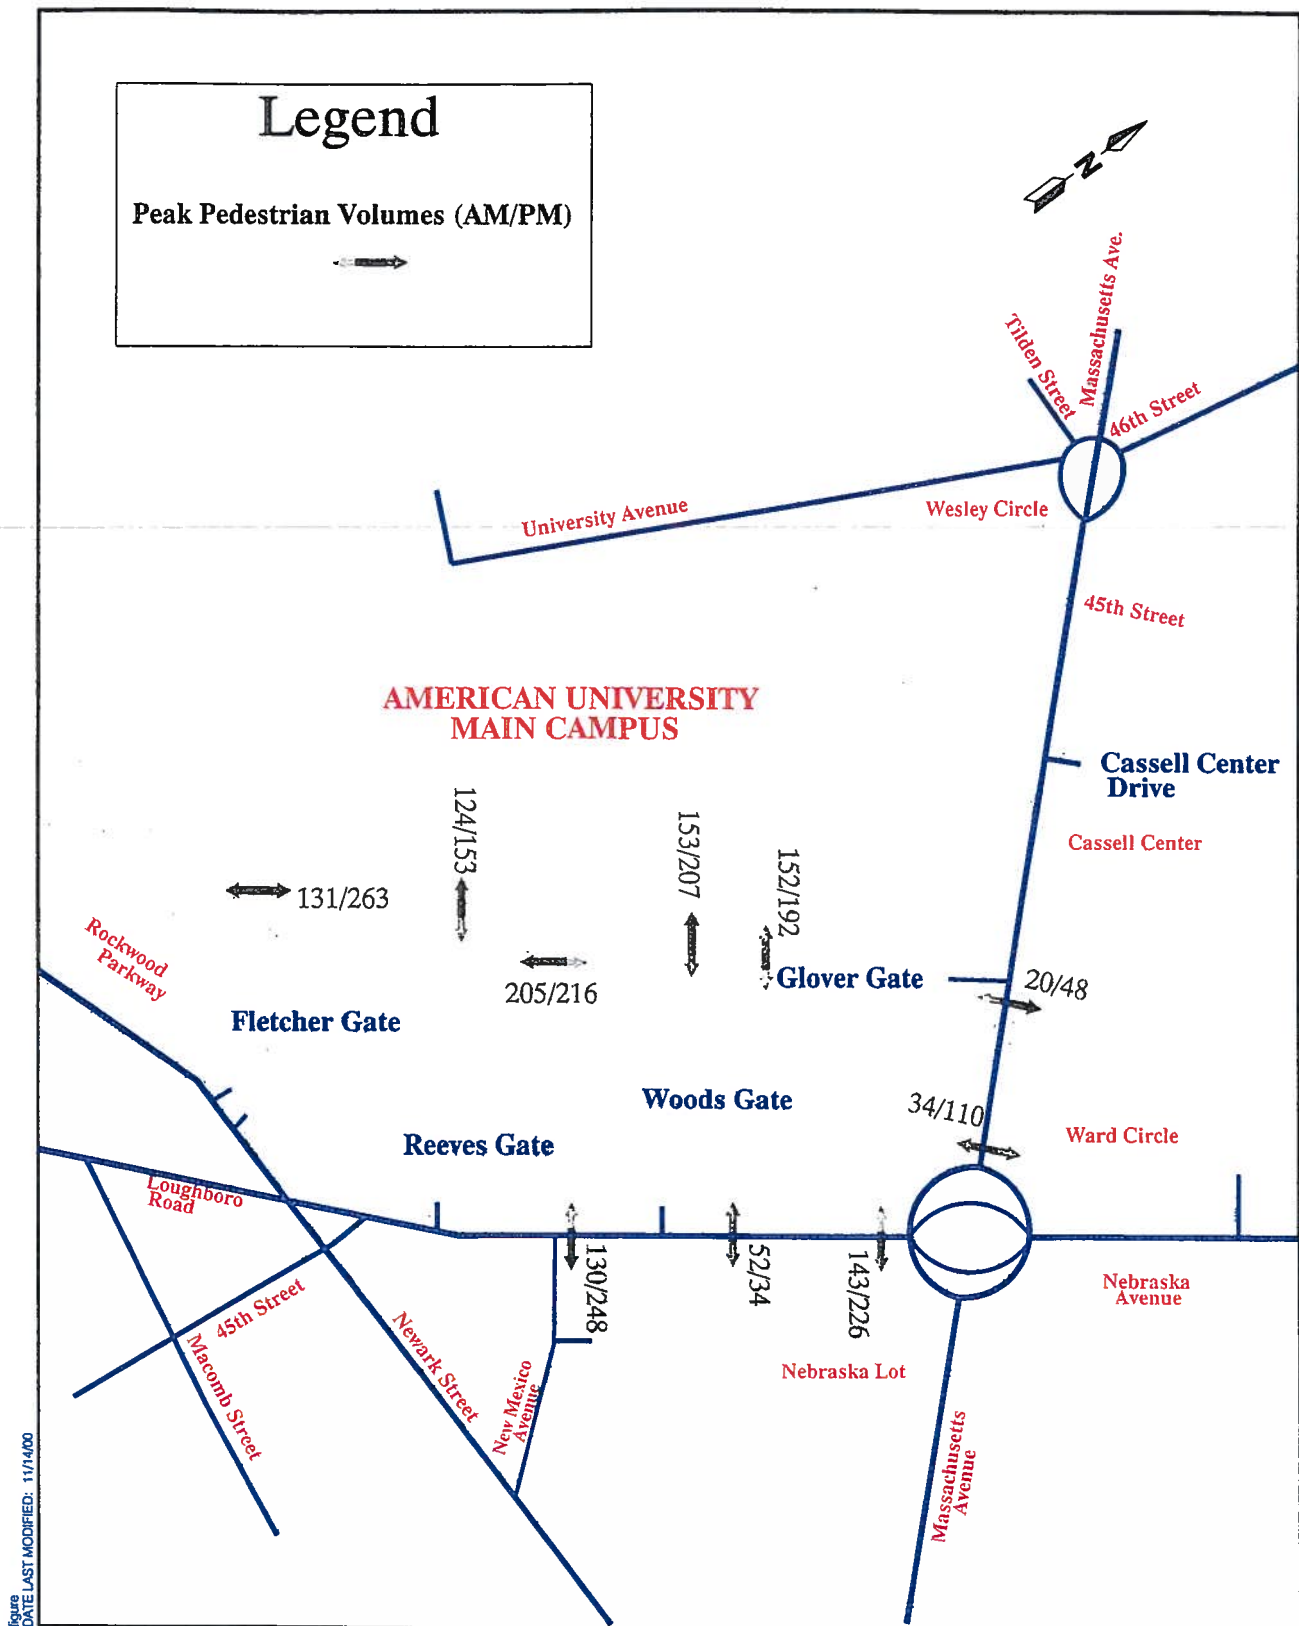 Legend
Peak Pedestrian Volumes (AM/PM)
N
Massachusetts Ave.
Tilden Street
46th Street
University Avenue
Wesley Circle
45th Street
AMERICAN UNIVERSITY
MAIN CAMPUS
Cassell Center
Drive
Cassell Center
124/153
153/207
152/192
131/263
205/216
Glover Gate
20/48
Rockwood
Parkway
Fletcher Gate
Woods Gate
34/110
Ward Circle
Reeves Gate
Loughboro
Road
130/248
52/34
143/226
Nebraska
Avenue
45th Street
Macomb Street
Newark Street
New Mexico
Avenue
Nebraska Lot
Massachusetts
Avenue
figure
DATE LAST MODIFIED: 11/14/00